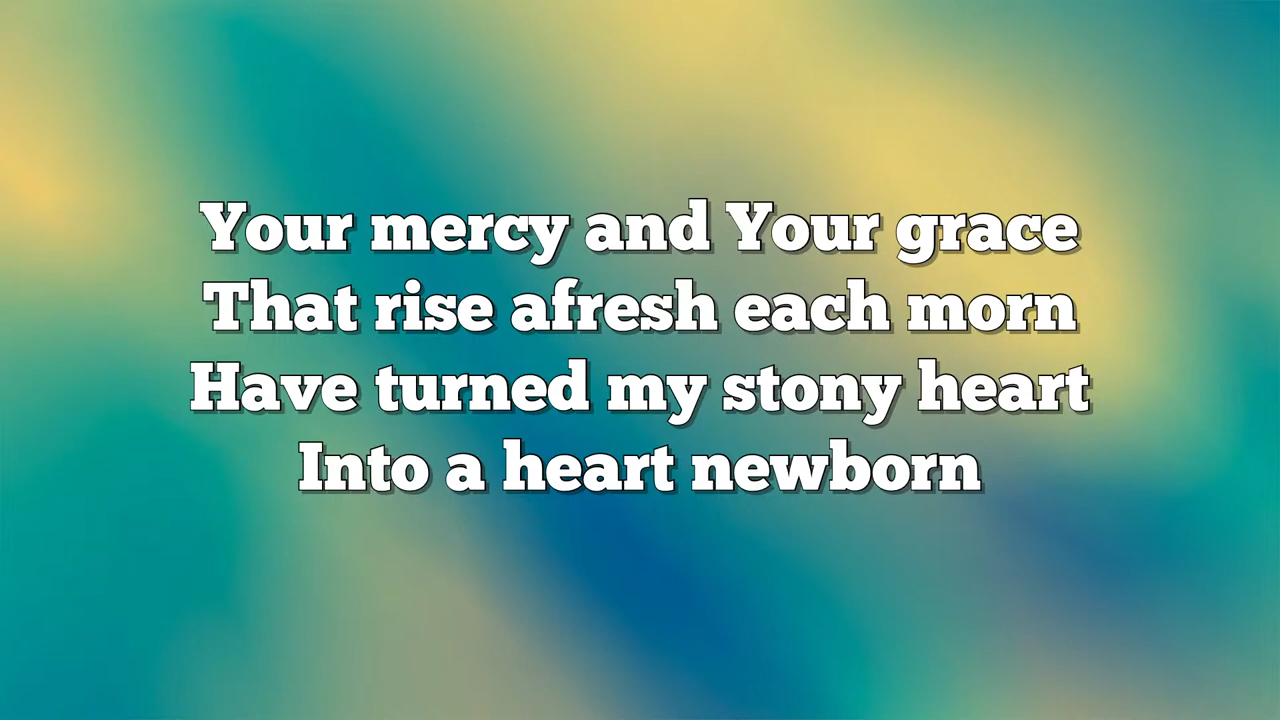 Your mercy and Your grace
That rise afresh each morn
Have turned my stony heart
Into a heart newborn